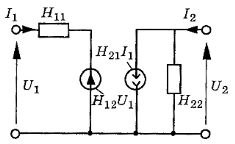 I₁ H₁₁ I₂
H₂₁I₁
U₁ H₁₂U₁ H₂₂ U₂